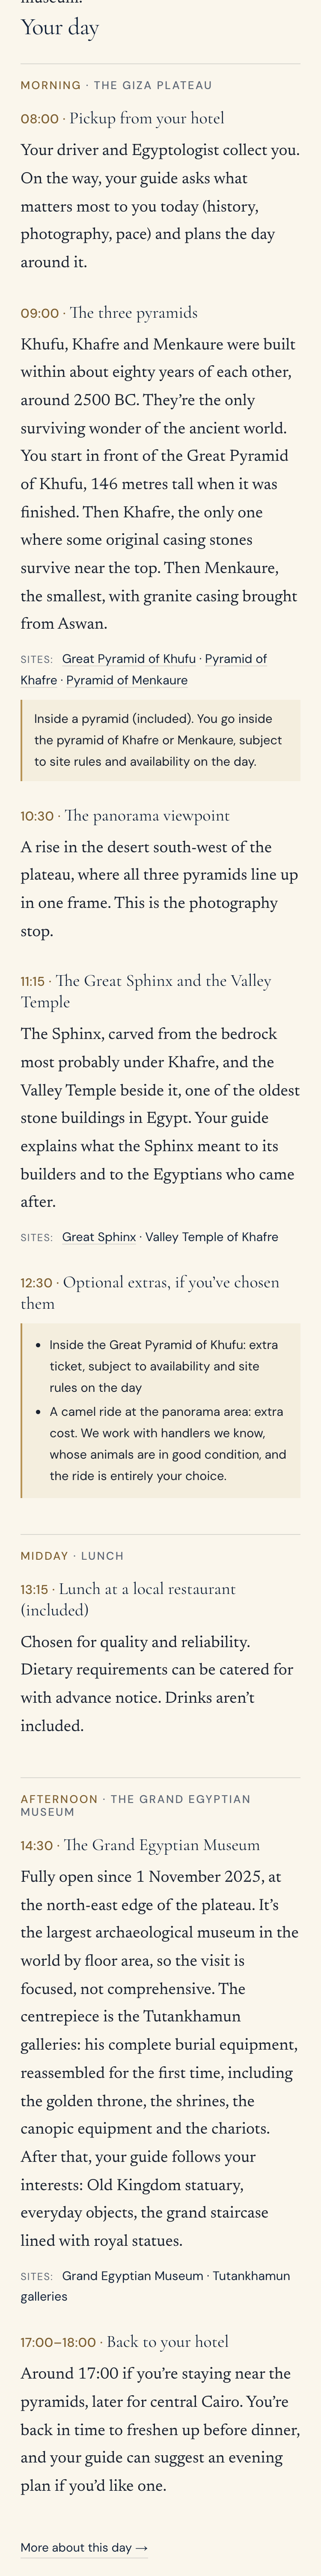 museum.
Your day
MORNING · THE GIZA PLATEAU
08:00 · Pickup from your hotel
Your driver and Egyptologist collect you.
On the way, your guide asks what
matters most to you today (history,
photography, pace) and plans the day
around it.
09:00 · The three pyramids
Khufu, Khafre and Menkaure were built
within about eighty years of each other,
around 2500 BC. They’re the only
surviving wonder of the ancient world.
You start in front of the Great Pyramid
of Khufu, 146 metres tall when it was
finished. Then Khafre, the only one
where some original casing stones
survive near the top. Then Menkaure,
the smallest, with granite casing brought
from Aswan.
SITES: Great Pyramid of Khufu · Pyramid of
Khafre · Pyramid of Menkaure
Inside a pyramid (included). You go inside
the pyramid of Khafre or Menkaure, subject
to site rules and availability on the day.
10:30 · The panorama viewpoint
A rise in the desert south-west of the
plateau, where all three pyramids line up
in one frame. This is the photography
stop.
11:15 · The Great Sphinx and the Valley
Temple
The Sphinx, carved from the bedrock
most probably under Khafre, and the
Valley Temple beside it, one of the oldest
stone buildings in Egypt. Your guide
explains what the Sphinx meant to its
builders and to the Egyptians who came
after.
SITES: Great Sphinx · Valley Temple of Khafre
12:30 · Optional extras, if you’ve chosen
them
• Inside the Great Pyramid of Khufu: extra
ticket, subject to availability and site
rules on the day
• A camel ride at the panorama area: extra
cost. We work with handlers we know,
whose animals are in good condition, and
the ride is entirely your choice.
MIDDAY · LUNCH
13:15 · Lunch at a local restaurant
(included)
Chosen for quality and reliability.
Dietary requirements can be catered for
with advance notice. Drinks aren’t
included.
AFTERNOON · THE GRAND EGYPTIAN
MUSEUM
14:30 · The Grand Egyptian Museum
Fully open since 1 November 2025, at
the north-east edge of the plateau. It’s
the largest archaeological museum in the
world by floor area, so the visit is
focused, not comprehensive. The
centrepiece is the Tutankhamun
galleries: his complete burial equipment,
reassembled for the first time, including
the golden throne, the shrines, the
canopic equipment and the chariots.
After that, your guide follows your
interests: Old Kingdom statuary,
everyday objects, the grand staircase
lined with royal statues.
SITES: Grand Egyptian Museum · Tutankhamun
galleries
17:00–18:00 · Back to your hotel
Around 17:00 if you’re staying near the
pyramids, later for central Cairo. You’re
back in time to freshen up before dinner,
and your guide can suggest an evening
plan if you’d like one.
More about this day →